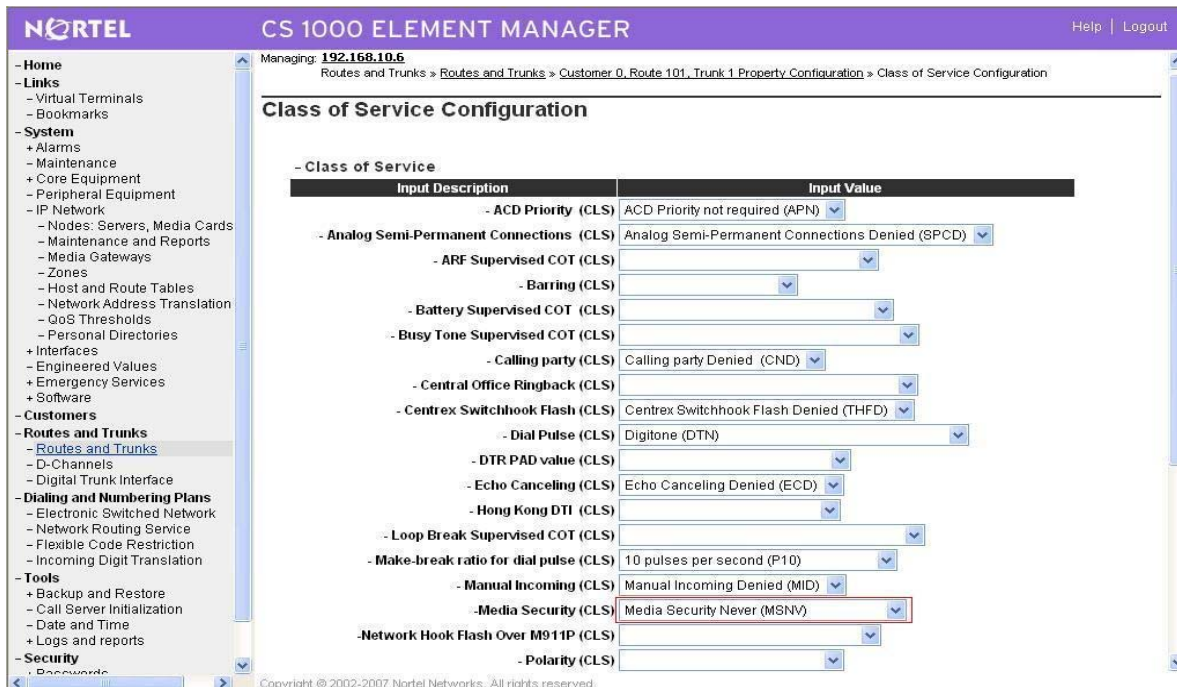 NORTEL CS 1000 ELEMENT MANAGER Help | Logout
- Home
- Links
- Virtual Terminals
- Bookmarks
- System
+ Alarms
- Maintenance
+ Core Equipment
- Peripheral Equipment
- IP Network
- Nodes: Servers, Media Cards
- Maintenance and Reports
- Media Gateways
- Zones
- Host and Route Tables
- Network Address Translation
- QoS Thresholds
- Personal Directories
+ Interfaces
- Engineered Values
+ Emergency Services
+ Software
- Customers
- Routes and Trunks
- Routes and Trunks
- D-Channels
- Digital Trunk Interface
- Dialing and Numbering Plans
- Electronic Switched Network
- Network Routing Service
- Flexible Code Restriction
- Incoming Digit Translation
- Tools
+ Backup and Restore
- Call Server Initialization
- Date and Time
+ Logs and reports
- Security
+ Passwords
Managing: 192.168.10.6
Routes and Trunks » Routes and Trunks » Customer 0, Route 101, Trunk 1 Property Configuration » Class of Service Configuration
Class of Service Configuration
- Class of Service
Input Description Input Value
- ACD Priority (CLS) ACD Priority not required (APN)
- Analog Semi-Permanent Connections (CLS) Analog Semi-Permanent Connections Denied (SPCD)
- ARF Supervised COT (CLS)
- Barring (CLS)
- Battery Supervised COT (CLS)
- Busy Tone Supervised COT (CLS)
- Calling party (CLS) Calling party Denied (CND)
- Central Office Ringback (CLS)
- Centrex Switchhook Flash (CLS) Centrex Switchhook Flash Denied (THFD)
- Dial Pulse (CLS) Digitone (DTN)
- DTR PAD value (CLS)
- Echo Canceling (CLS) Echo Canceling Denied (ECD)
- Hong Kong DTI (CLS)
- Loop Break Supervised COT (CLS)
- Make-break ratio for dial pulse (CLS) 10 pulses per second (P10)
- Manual Incoming (CLS) Manual Incoming Denied (MID)
-Media Security (CLS) Media Security Never (MSNV)
-Network Hook Flash Over M911P (CLS)
- Polarity (CLS)
Copyright © 2002-2007 Nortel Networks. All rights reserved.